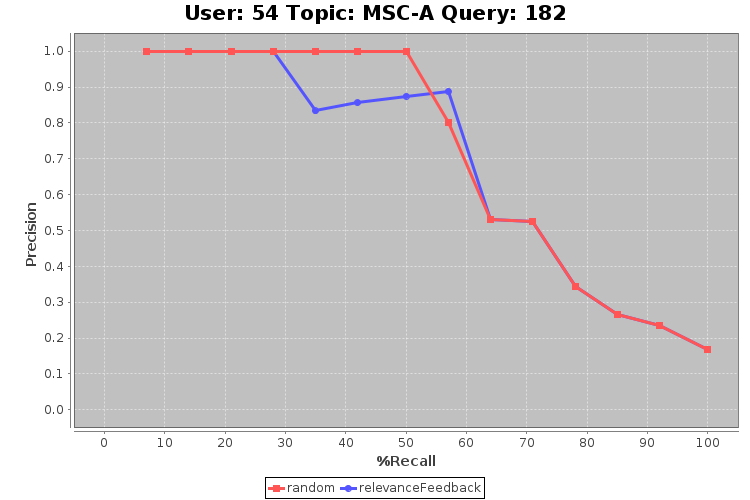 User: 54 Topic: MSC-A Query: 182
1.0
0.9
0.8
0.7
0.6
0.5
0.4
0.3
0.2
0.1
0.0
Precision
0 10 20 30 40 50 60 70 80 90 100
%Recall
random relevanceFeedback